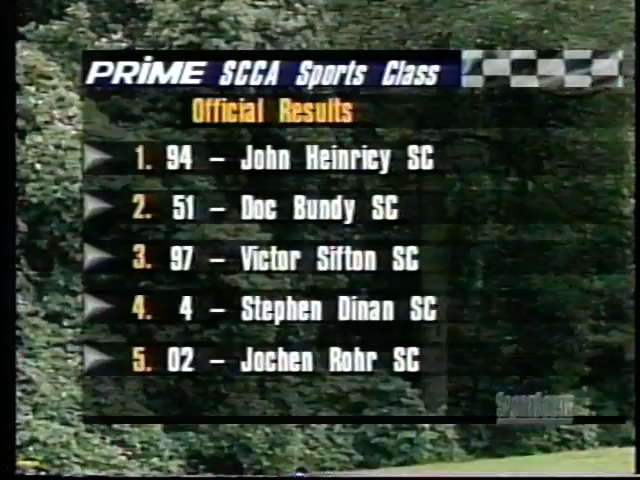 PRiME SCCA Sports Class
Official Results
1. 94 - John Heinricy SC
2. 51 - Doc Bundy SC
3. 97 - Victor Sifton SC
4. 4 - Stephen Dinan SC
5. 02 - Jochen Rohr SC